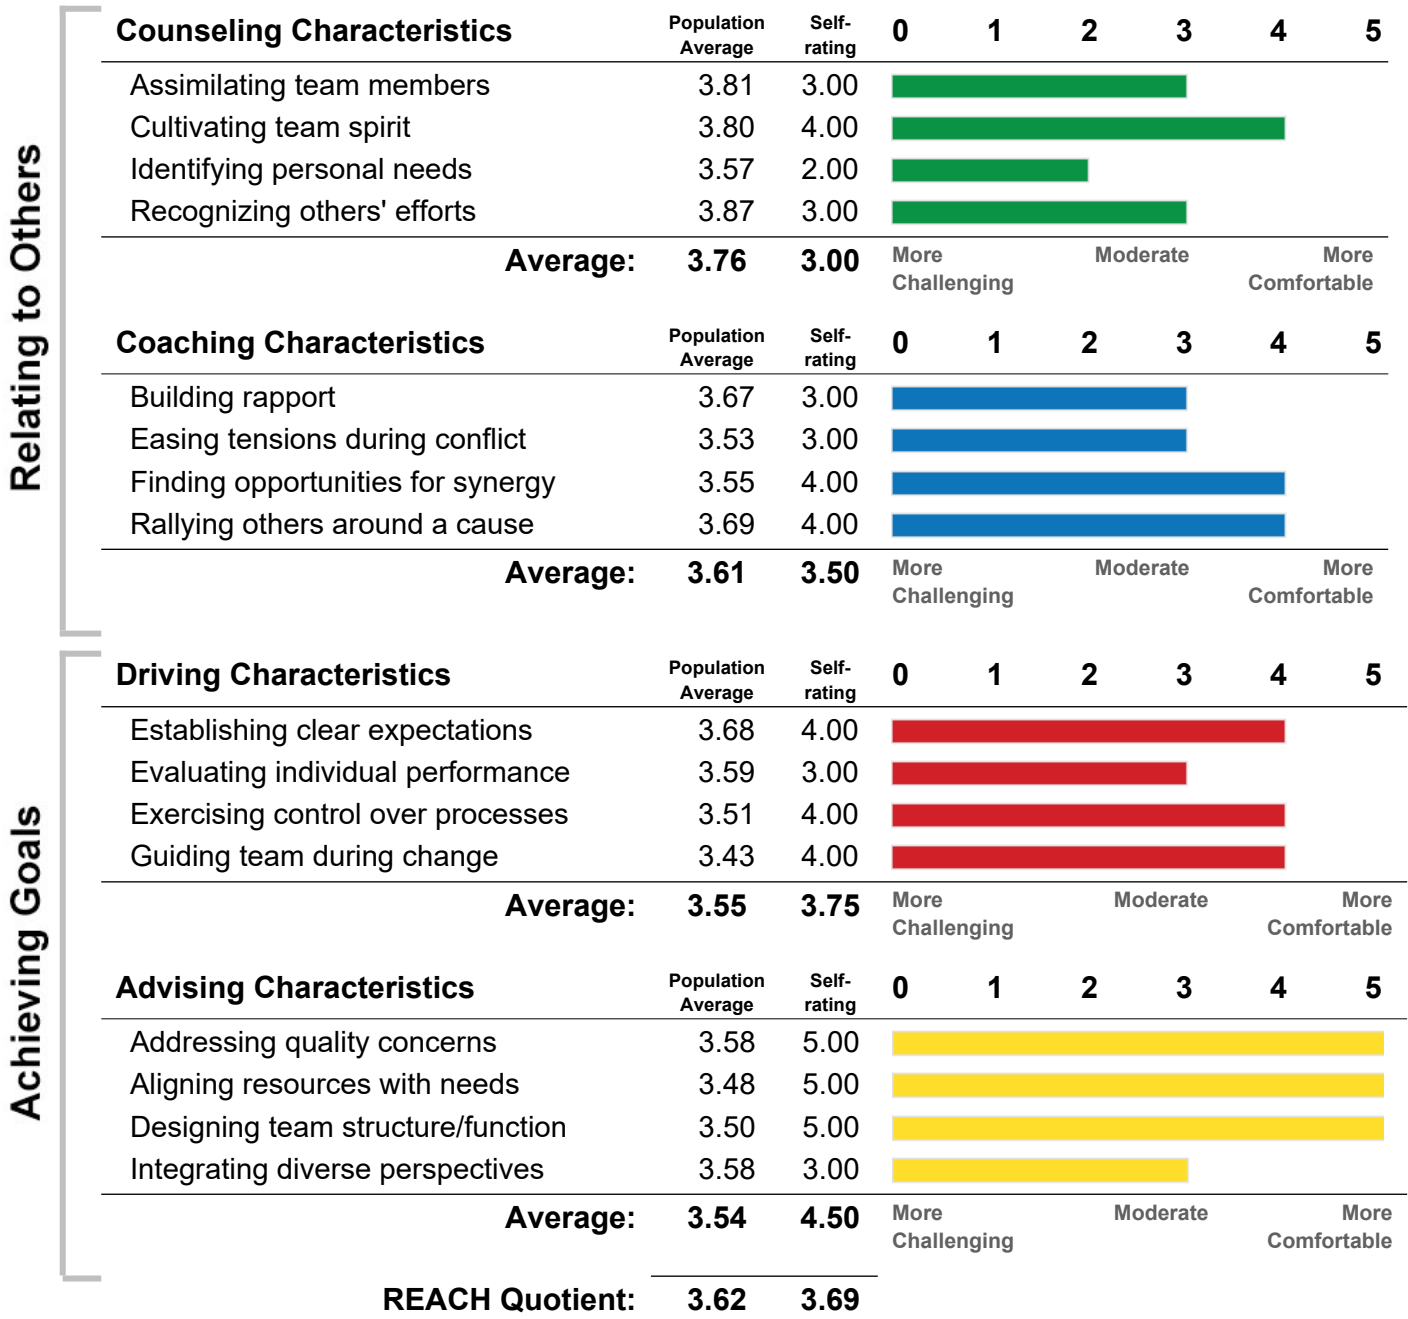 Relating to Others
Counseling Characteristics Population Average Self-rating 0 1 2 3 4 5
Assimilating team members 3.81 3.00
Cultivating team spirit 3.80 4.00
Identifying personal needs 3.57 2.00
Recognizing others' efforts 3.87 3.00
Average: 3.76 3.00 More Challenging Moderate More Comfortable
Coaching Characteristics Population Average Self-rating 0 1 2 3 4 5
Building rapport 3.67 3.00
Easing tensions during conflict 3.53 3.00
Finding opportunities for synergy 3.55 4.00
Rallying others around a cause 3.69 4.00
Average: 3.61 3.50 More Challenging Moderate More Comfortable
Achieving Goals
Driving Characteristics Population Average Self-rating 0 1 2 3 4 5
Establishing clear expectations 3.68 4.00
Evaluating individual performance 3.59 3.00
Exercising control over processes 3.51 4.00
Guiding team during change 3.43 4.00
Average: 3.55 3.75 More Challenging Moderate More Comfortable
Advising Characteristics Population Average Self-rating 0 1 2 3 4 5
Addressing quality concerns 3.58 5.00
Aligning resources with needs 3.48 5.00
Designing team structure/function 3.50 5.00
Integrating diverse perspectives 3.58 3.00
Average: 3.54 4.50 More Challenging Moderate More Comfortable
REACH Quotient: 3.62 3.69